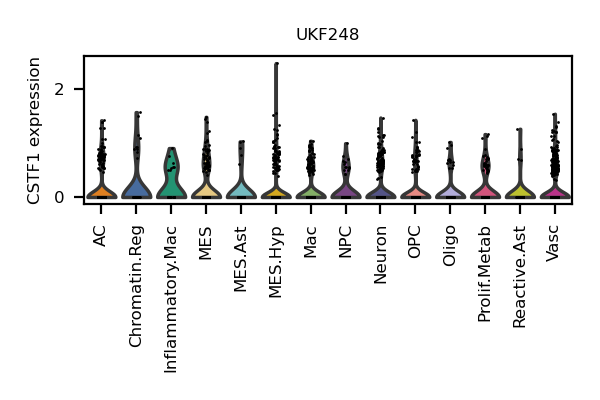 UKF248
CSTF1 expression
2
0
AC
Chromatin.Reg
Inflammatory.Mac
MES
MES.Ast
MES.Hyp
Mac
NPC
Neuron
OPC
Oligo
Prolif.Metab
Reactive.Ast
Vasc